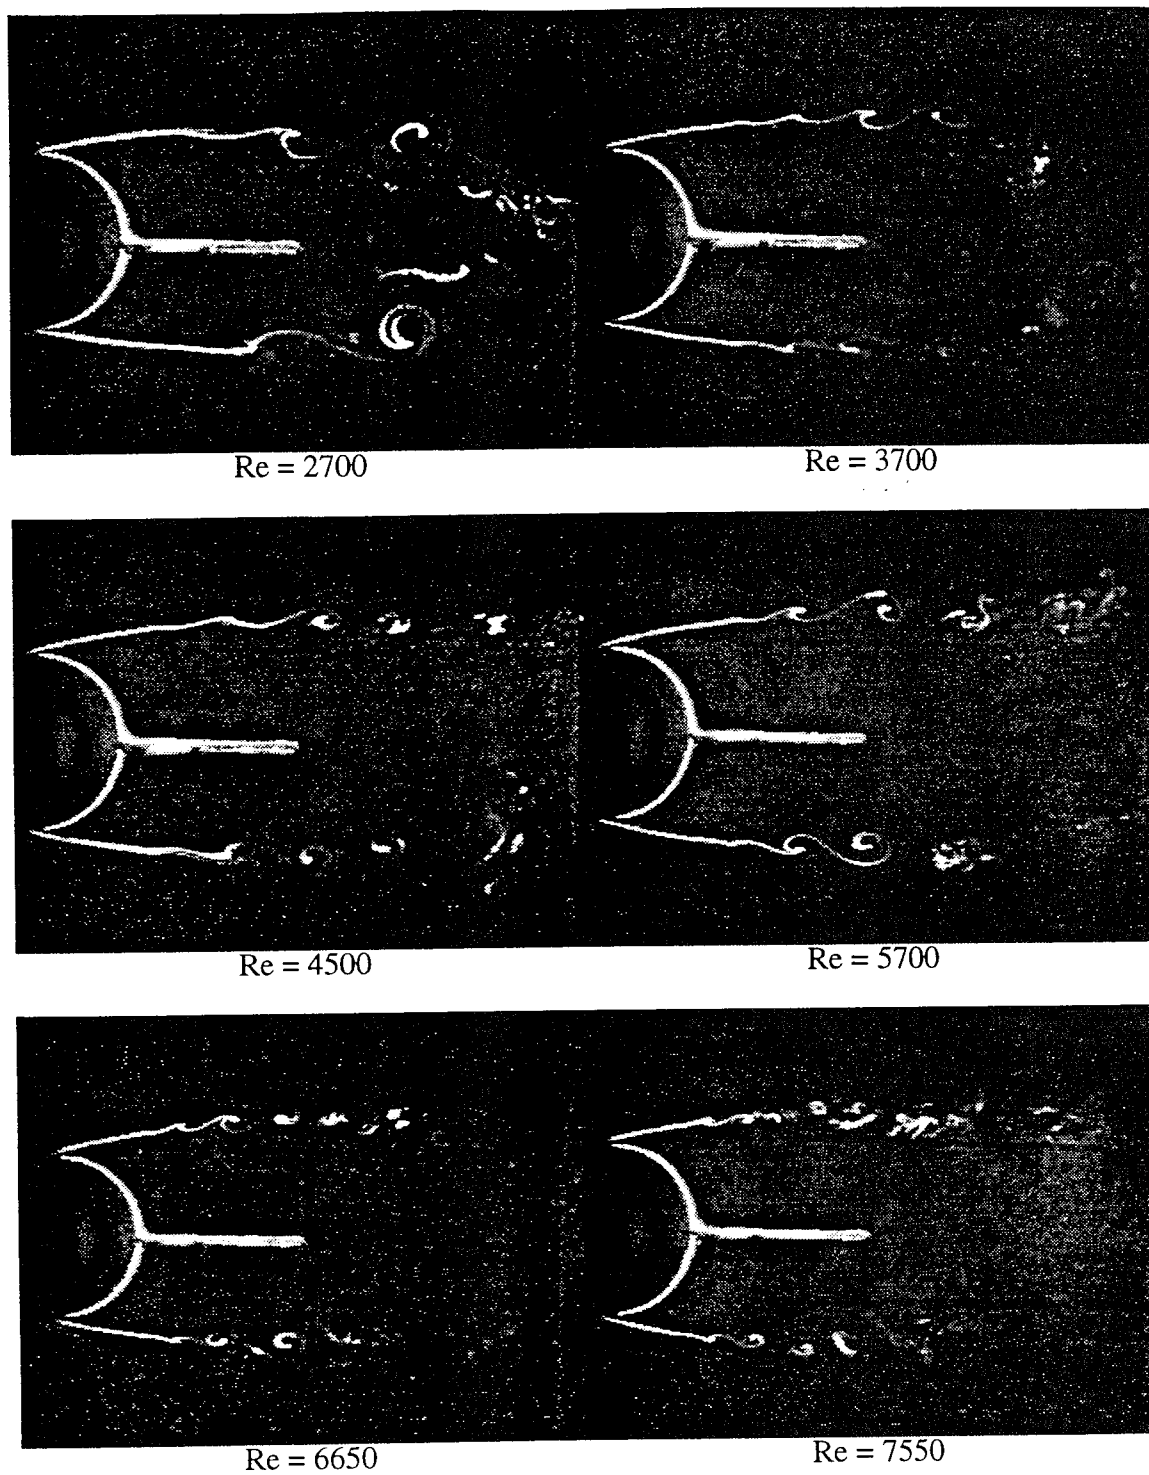 Re = 2700
Re = 3700
Re = 4500
Re = 5700
Re = 6650
Re = 7550